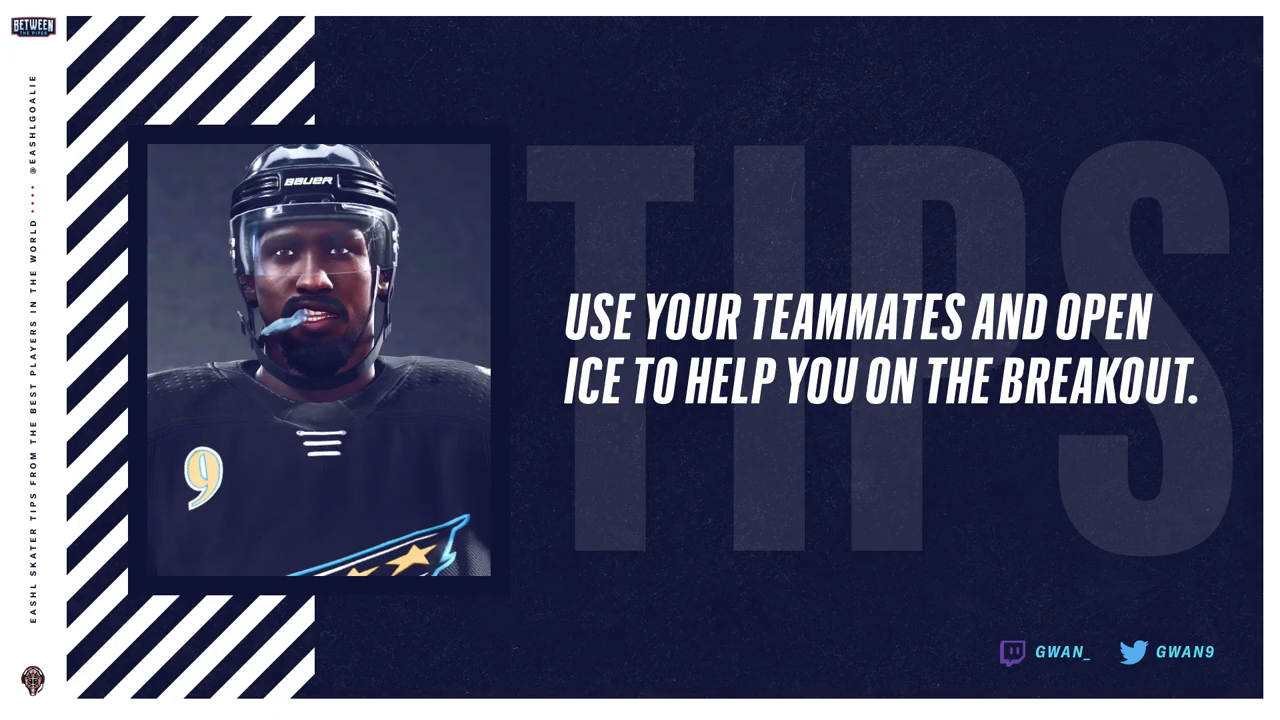 BETWEEN
THE PIPES
EASHL SKATER TIPS FROM THE BEST PLAYERS IN THE WORLD •••• @EASHLGOALIE
BAUER
9
TIPS
USE YOUR TEAMMATES AND OPEN
ICE TO HELP YOU ON THE BREAKOUT.
GWAN_
GWAN9